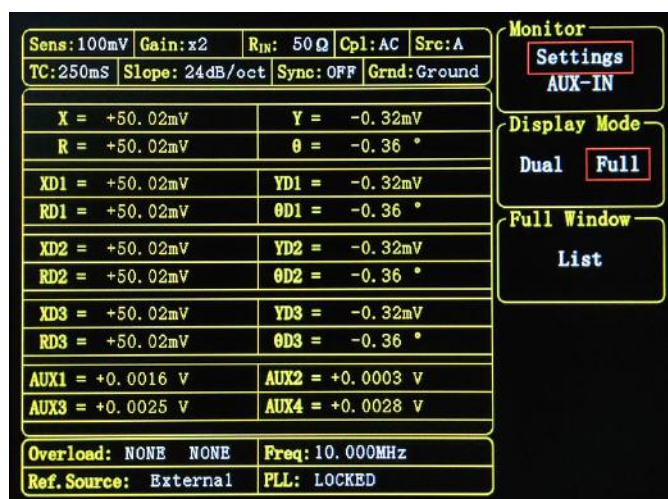 Sens:100mV Gain:x2 RIN: 50Ω Cpl:AC Src:A
TC:250mS Slope: 24dB/oct Sync:OFF Grnd:Ground
X = +50.02mV Y = -0.32mV
R = +50.02mV θ = -0.36 °
XD1 = +50.02mV YD1 = -0.32mV
RD1 = +50.02mV θD1 = -0.36 °
XD2 = +50.02mV YD2 = -0.32mV
RD2 = +50.02mV θD2 = -0.36 °
XD3 = +50.02mV YD3 = -0.32mV
RD3 = +50.02mV θD3 = -0.36 °
AUX1 = +0.0016 V AUX2 = +0.0003 V
AUX3 = +0.0025 V AUX4 = +0.0028 V
Overload: NONE NONE Freq:10.000MHz
Ref.Source: External PLL: LOCKED
Monitor
Settings
AUX-IN
Display Mode
Dual Full
Full Window
List